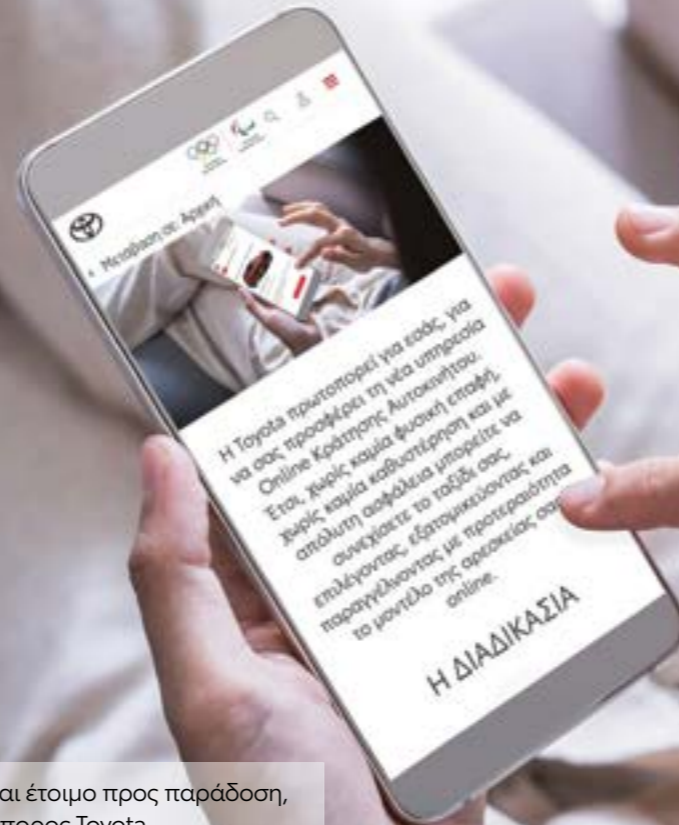 ‹ Μετάβαση σε: Αρχική
Η Toyota πρωτοπορεί για εσάς, για
να σας προσφέρει τη νέα υπηρεσία
Online Κράτησης Αυτοκινήτου.
Έτσι, χωρίς καμία φυσική επαφή,
χωρίς καμία καθυστέρηση και με
απόλυτη ασφάλεια μπορείτε να
συνεχίσετε το ταξίδι σας,
επιλέγοντας, εξατομικεύοντας και
παραγγέλνοντας με προτεραιότητα
το μοντέλο της αρεσκείας σας
online.
Η ΔΙΑΔΙΚΑΣΙΑ
αι έτοιμο προς παράδοση,
πορος Toyota